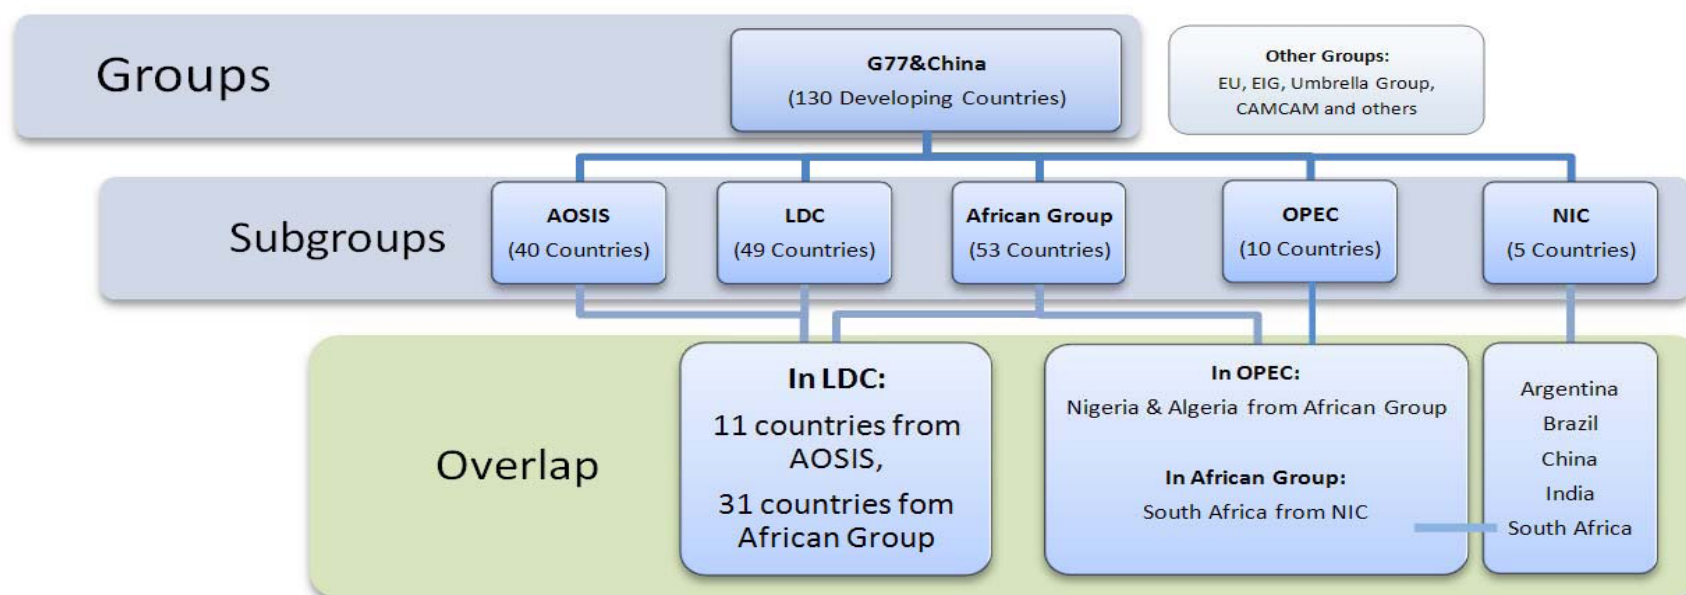 Groups
G77&China
(130 Developing Countries)
Other Groups:
EU, EIG, Umbrella Group,
CAMCAM and others
Subgroups
AOSIS
(40 Countries)
LDC
(49 Countries)
African Group
(53 Countries)
OPEC
(10 Countries)
NIC
(5 Countries)
Overlap
In LDC:
11 countries from
AOSIS,
31 countries fom
African Group
In OPEC:
Nigeria & Algeria from African Group
In African Group:
South Africa from NIC
Argentina
Brazil
China
India
South Africa